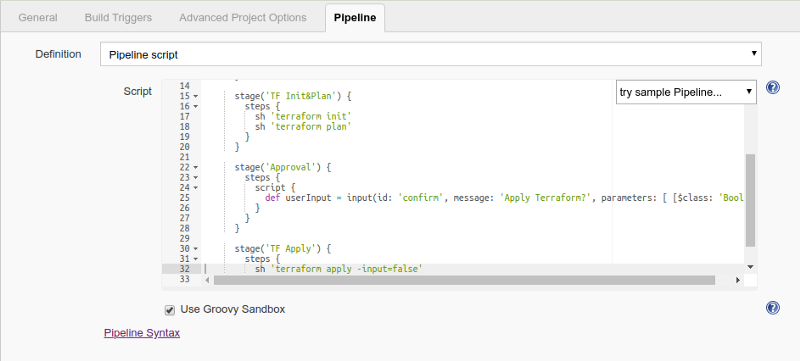 General Build Triggers Advanced Project Options Pipeline
Definition Pipeline script
Script try sample Pipeline...
14
15 stage('TF Init&Plan') {
16 steps {
17 sh 'terraform init'
18 sh 'terraform plan'
19 }
20 }
21
22 stage('Approval') {
23 steps {
24 script {
25 def userInput = input(id: 'confirm', message: 'Apply Terraform?', parameters: [ [$class: 'Bool
26 }
27 }
28 }
29
30 stage('TF Apply') {
31 steps {
32 sh 'terraform apply -input=false'
33
Use Groovy Sandbox
Pipeline Syntax